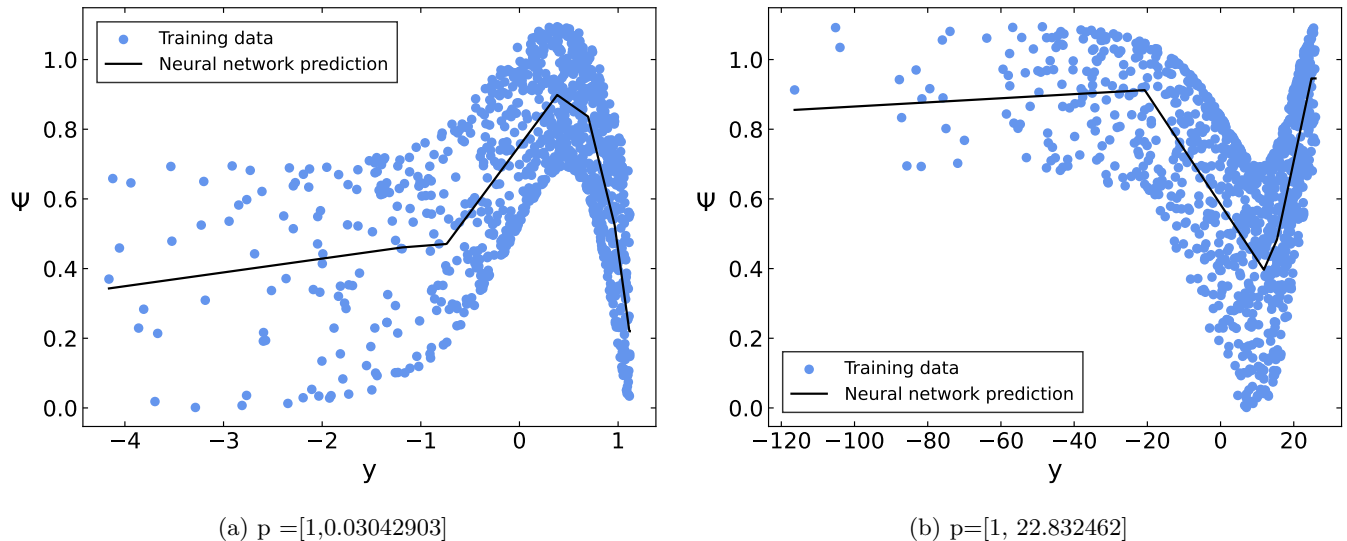 Training data
Neural network prediction
1.0
0.8
0.6
0.4
0.2
0.0
Ψ
−4 −3 −2 −1 0 1
y
(a) p =[1,0.03042903]
1.0
0.8
0.6
0.4
0.2
0.0
Ψ
Training data
Neural network prediction
−120 −100 −80 −60 −40 −20 0 20
y
(b) p=[1, 22.832462]